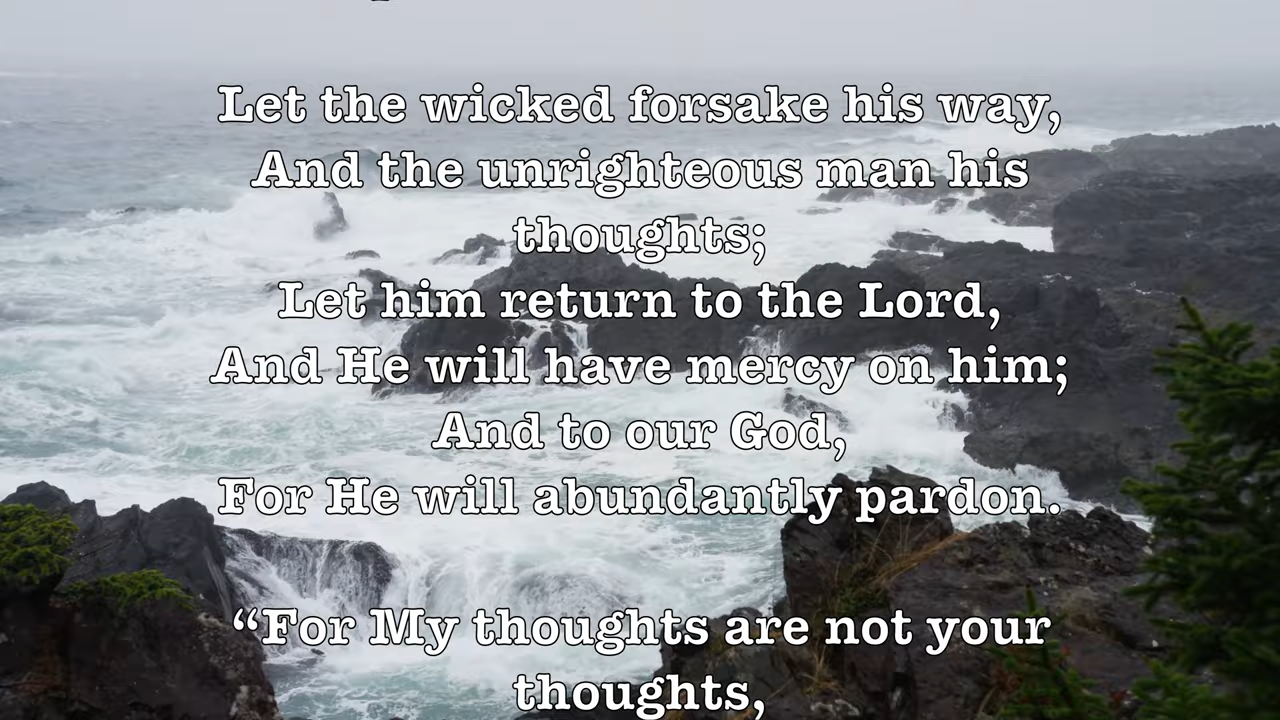 Let the wicked forsake his way,
And the unrighteous man his
thoughts;
Let him return to the Lord,
And He will have mercy on him;
And to our God,
For He will abundantly pardon.
“For My thoughts are not your
thoughts,